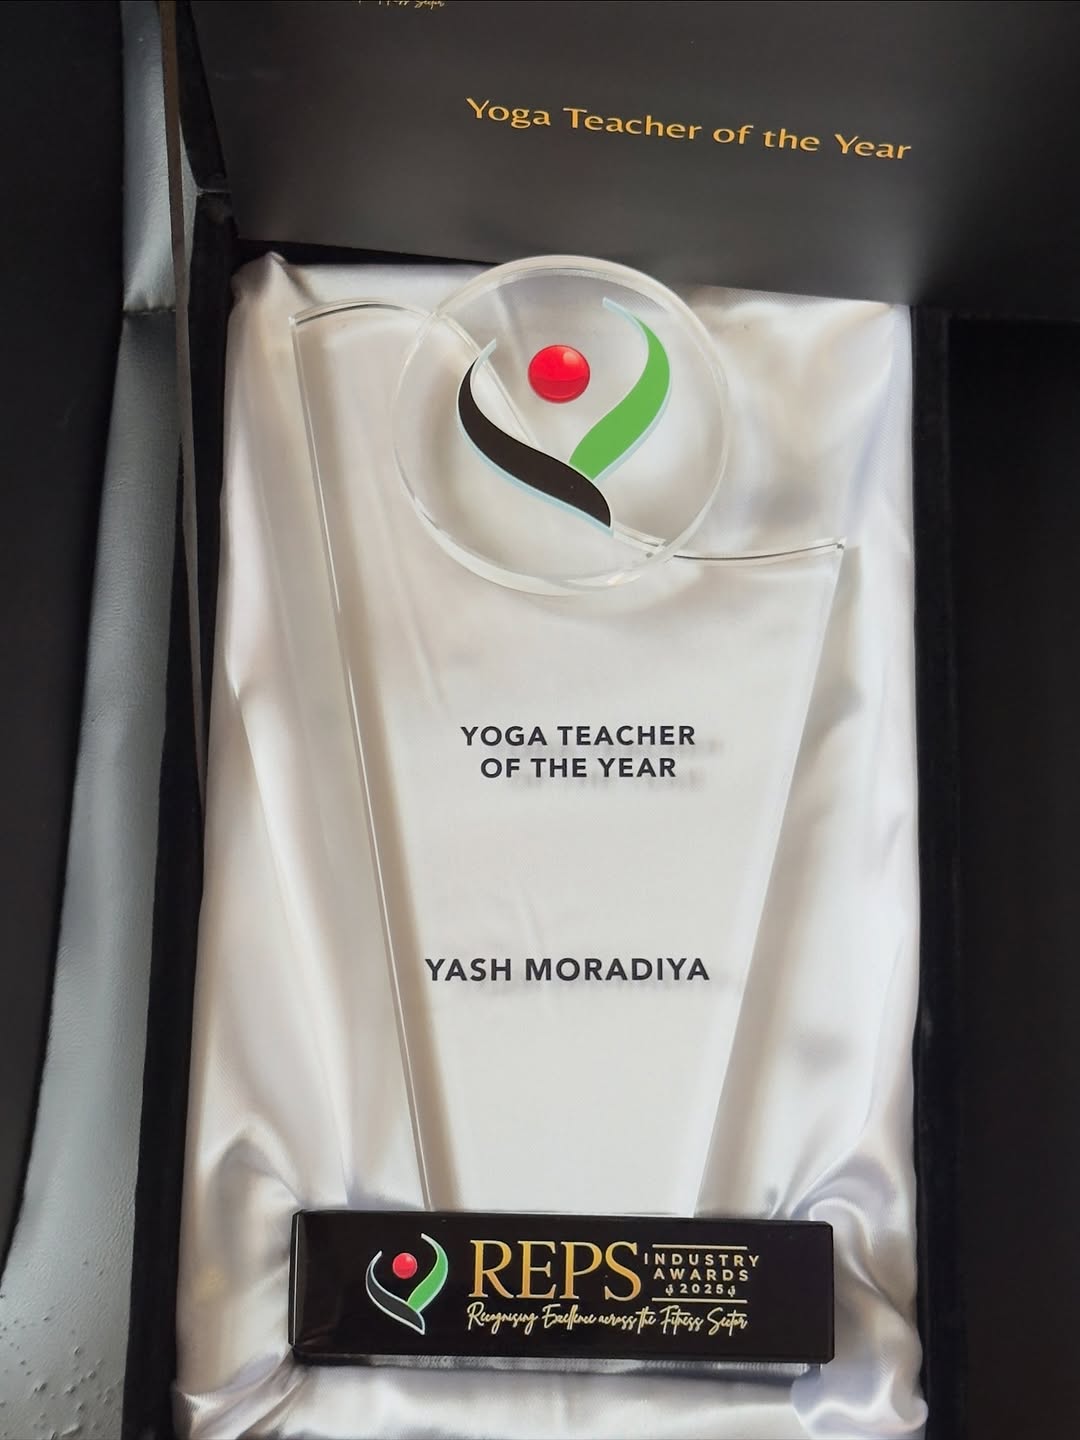 Yoga Teacher of the Year
YOGA TEACHER
OF THE YEAR
YASH MORADIYA
REPS
INDUSTRY
AWARDS
2025
Recognising Excellence across the Fitness Sector